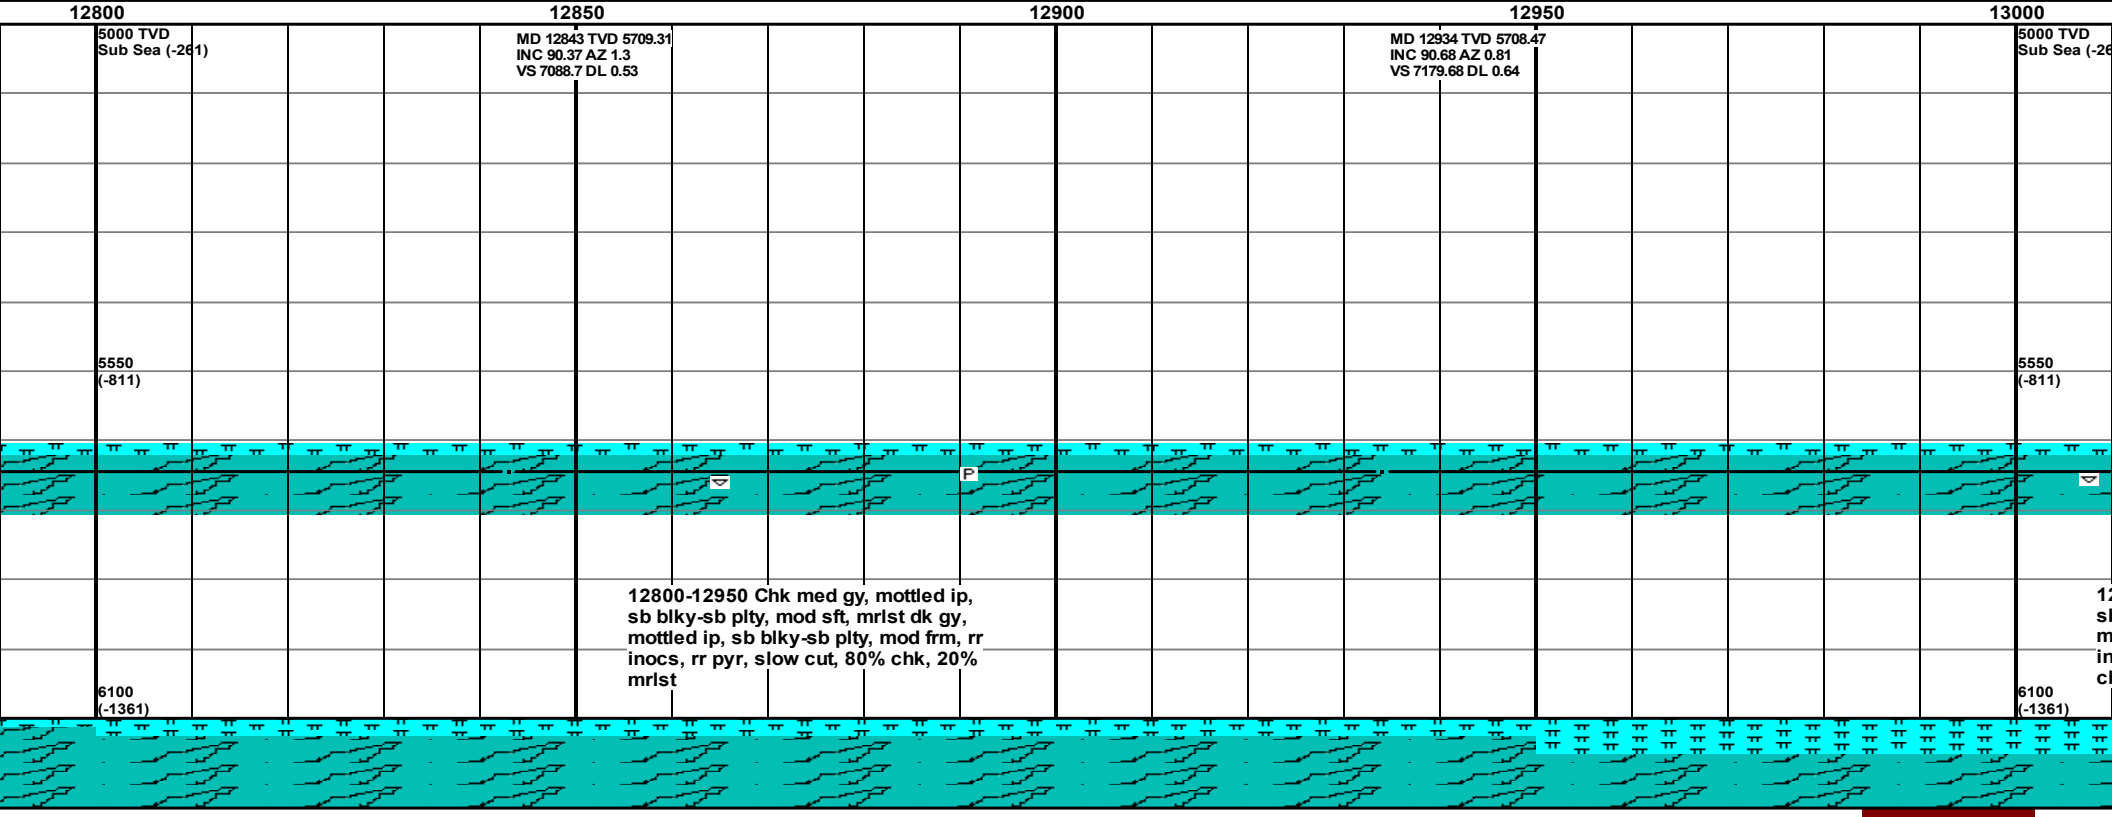 12800 12850 12900 12950 13000
5000 TVD
Sub Sea (-261)
MD 12843 TVD 5709.31
INC 90.37 AZ 1.3
VS 7088.7 DL 0.53
MD 12934 TVD 5708.47
INC 90.68 AZ 0.81
VS 7179.68 DL 0.64
5000 TVD
Sub Sea (-26
5550
(-811)
5550
(-811)
P
12800-12950 Chk med gy, mottled ip,
sb blky-sb plty, mod sft, mrlst dk gy,
mottled ip, sb blky-sb plty, mod frm, rr
inocs, rr pyr, slow cut, 80% chk, 20%
mrlst
6100
(-1361)
6100
(-1361)